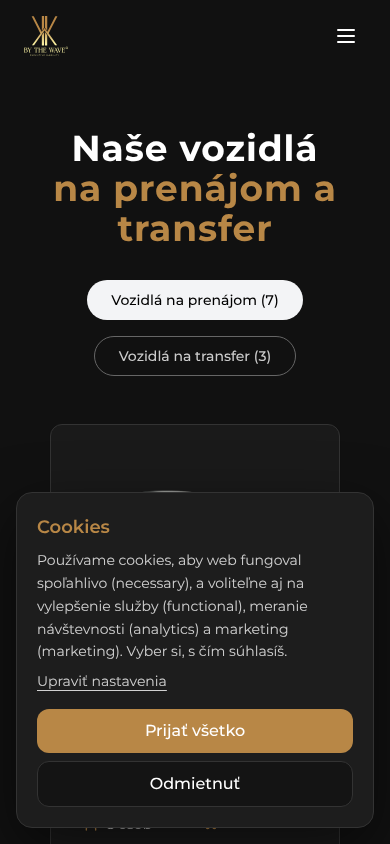 BY THE WAVE
Naše vozidlá
na prenájom a
transfer
Vozidlá na prenájom (7)
Vozidlá na transfer (3)
Cookies
Používame cookies, aby web fungoval
spoľahlivo (necessary), a voliteľne aj na
vylepšenie služby (functional), meranie
návštevnosti (analytics) a marketing
(marketing). Vyber si, s čím súhlasíš.
Upraviť nastavenia
Prijať všetko
Odmietnuť